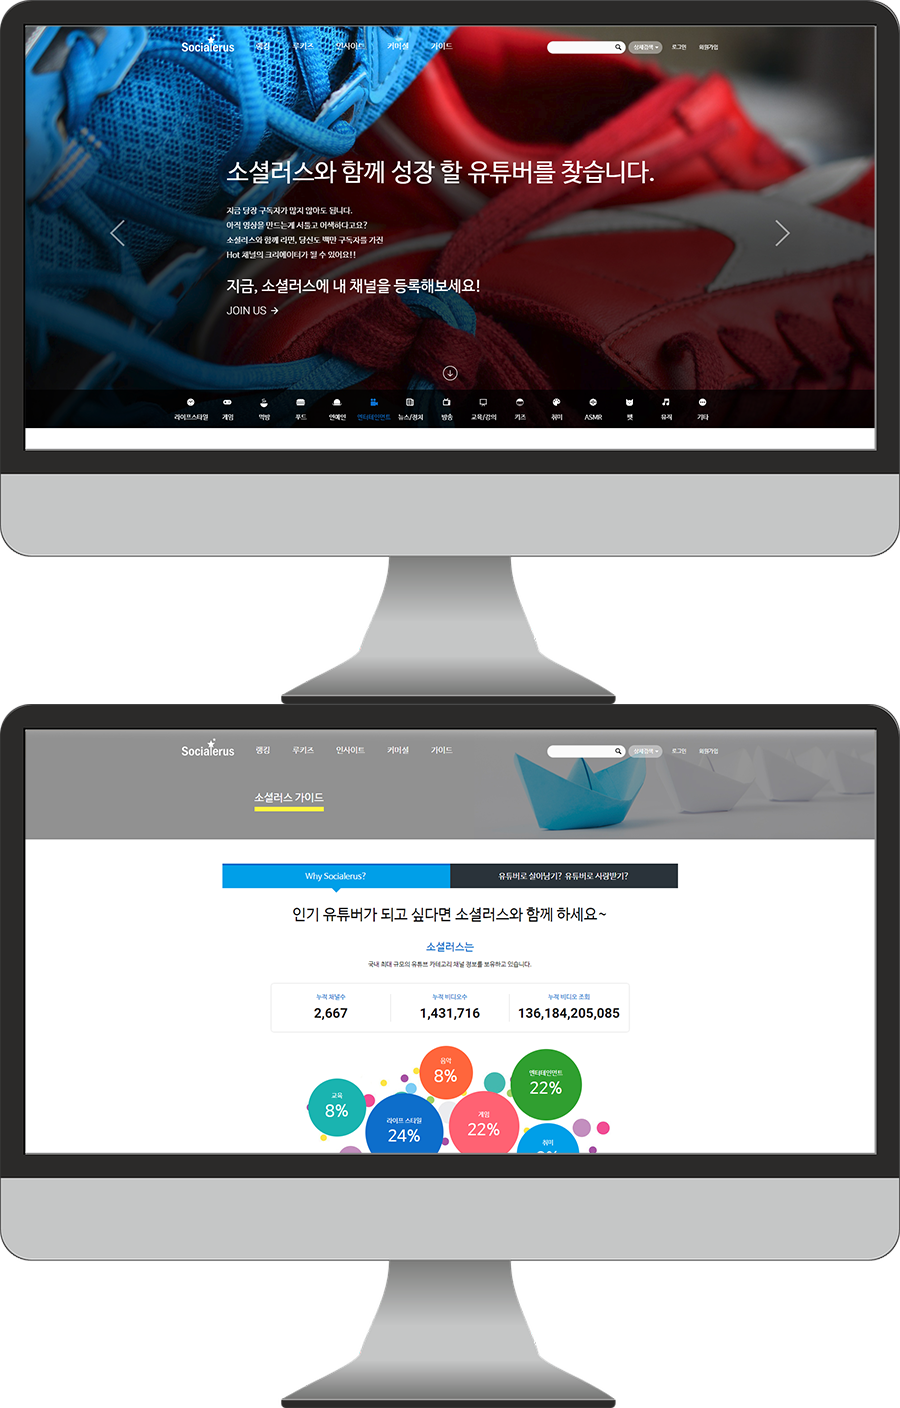 Socialerus
랭킹
루키즈
인사이트
커머셜
가이드
상세검색
로그인
회원가입
소셜러스와 함께 성장 할 유튜버를 찾습니다.
지금 당장 구독자가 많지 않아도 됩니다.
아직 영상을 만드는게 서툴고 어색하다고요?
소셜러스와 함께 라면, 당신도 백만 구독자를 가진
Hot 채널의 크리에이터가 될 수 있어요!!
지금, 소셜러스에 내 채널을 등록해보세요!
JOIN US →
라이프스타일
게임
먹방
푸드
연예인
엔터테인먼트
뉴스/정치
방송
교육/강의
키즈
취미
ASMR
펫
뮤직
기타
Socialerus
랭킹
루키즈
인사이트
커머셜
가이드
상세검색
로그인
회원가입
소셜러스 가이드
Why Socialerus?
유튜버로 살아남기? 유튜버로 사랑받기?
인기 유튜버가 되고 싶다면 소셜러스와 함께 하세요~
소셜러스는
국내 최대 규모의 유튜브 카테고리 채널 정보를 보유하고 있습니다.
누적 채널수
2,667
누적 비디오수
1,431,716
누적 비디오 조회
136,184,205,085
음악
8%
엔터테인먼트
22%
교육
8%
라이프 스타일
24%
게임
22%
취미